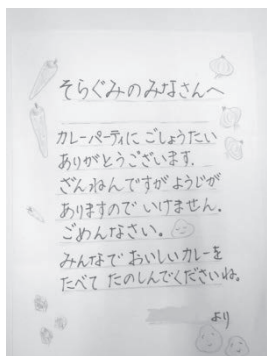 そらぐみのみなさんへ
カレーパーティに ごしょうたい
ありがとうございます.
ざんねんですが ようじが
ありますので いけません.
ごめんなさい。
みんなで おいしいカレーを
たべて たのしんでくださいね。
より